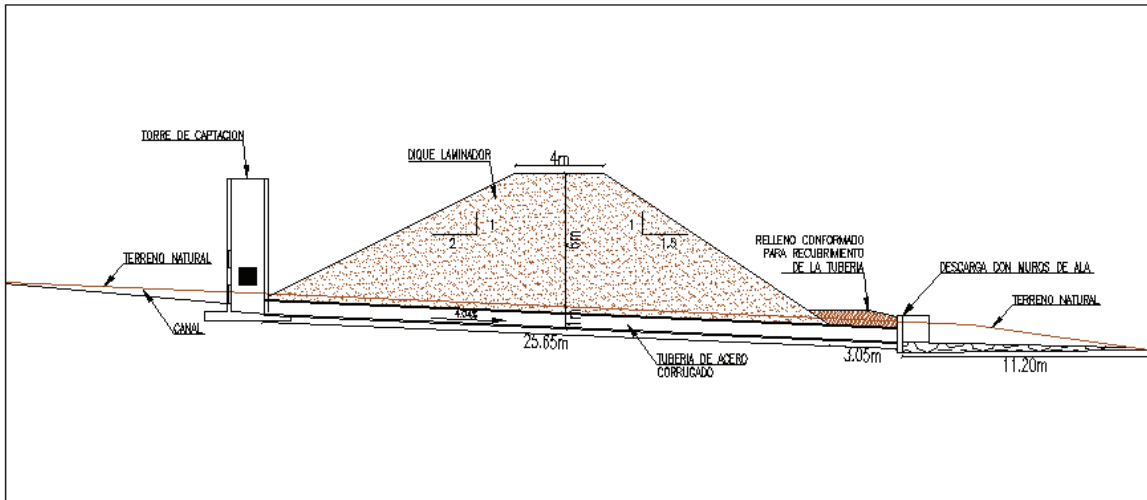 TORRE DE CAPTACION
DIQUE LAMINADOR
4m
2
1
6m
1
1.5
RELLENO CONFORMADO
PARA RECUBRIMIENTO
DE LA TUBERIA
DESCARGA CON MUROS DE ALA
TERRENO NATURAL
TERRENO NATURAL
CANAL
25.65m
3.05m
11.20m
TUBERIA DE ACERO
CORRUGADO